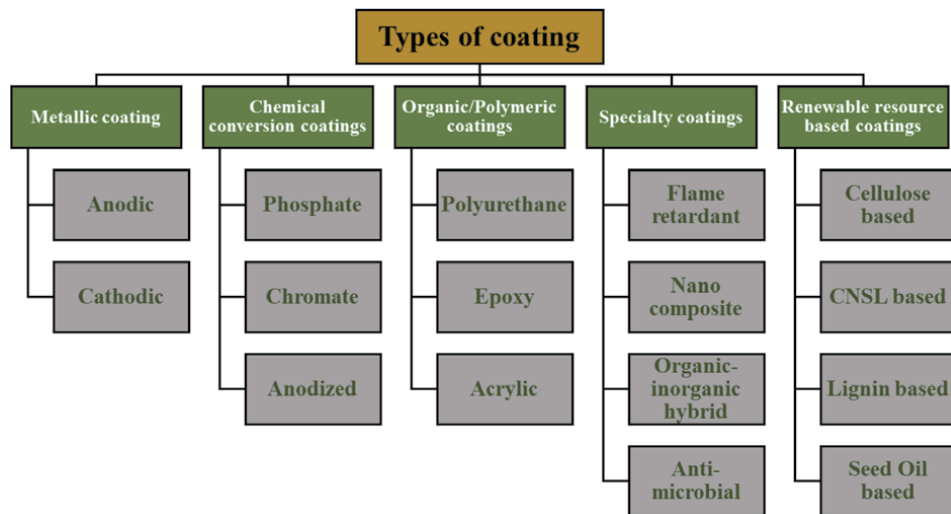 Types of coating
Metallic coating
Chemical
conversion coatings
Organic/Polymeric
coatings
Specialty coatings
Renewable resource
based coatings
Anodic
Cathodic
Phosphate
Chromate
Anodized
Polyurethane
Epoxy
Acrylic
Flame
retardant
Nano
composite
Organic-
inorganic
hybrid
Anti-
microbial
Cellulose
based
CNSL based
Lignin based
Seed Oil
based